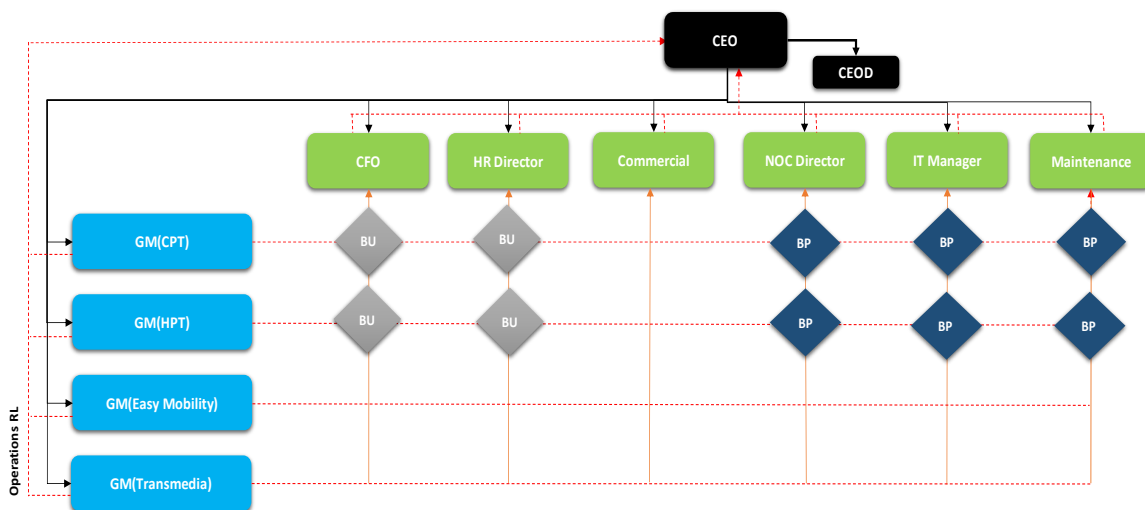 CEO
CEOD
CFO
HR Director
Commercial
NOC Director
IT Manager
Maintenance
GM(CPT)
BU
BU
BP
BP
BP
GM(HPT)
BU
BU
BP
BP
BP
GM(Easy Mobility)
GM(Transmedia)
Operations RL